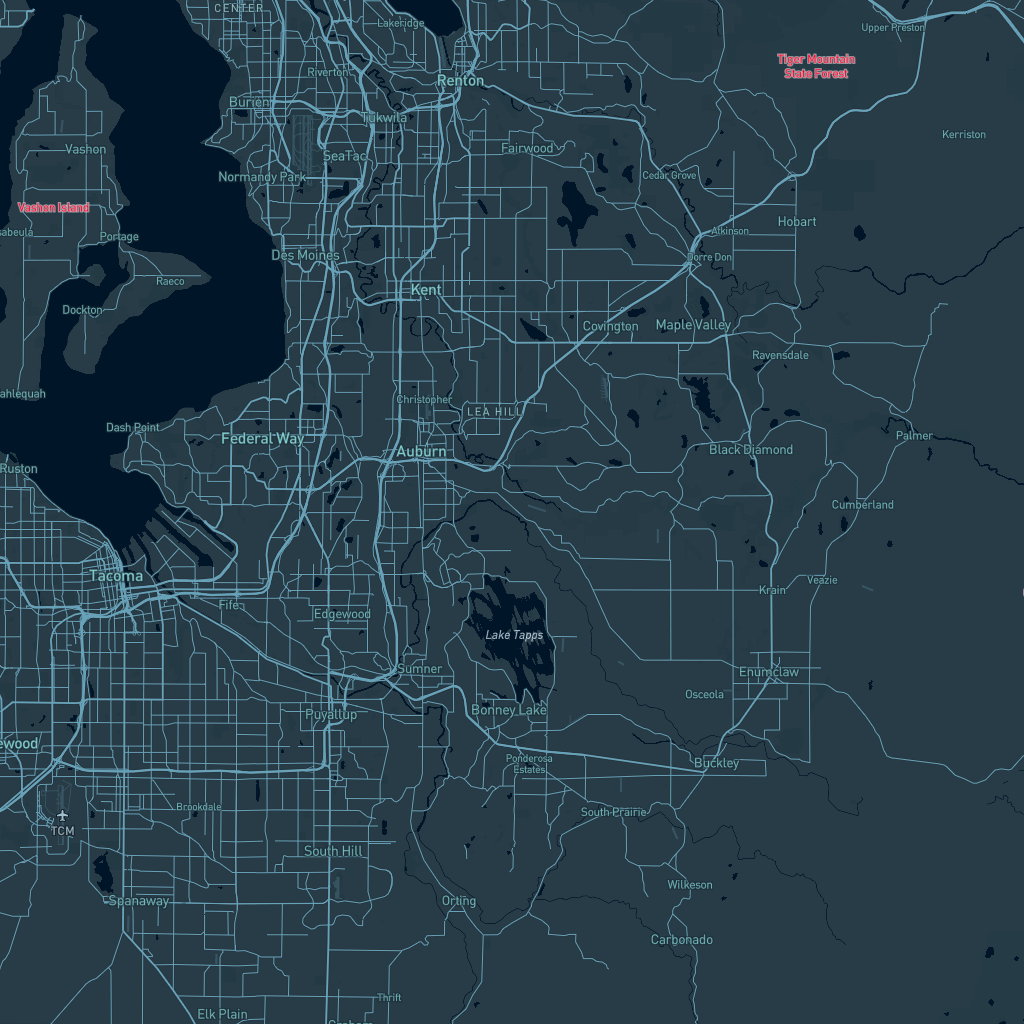 CENTER
Lakeridge
Upper Preston
Tiger Mountain
State Forest
Riverton
Renton
Burien
Tukwila
Kerriston
Vashon
SeaTac
Fairwood
Normandy Park
Cedar Grove
Vashon Island
Hobart
Portage
Atkinson
Des Moines
Dorre Don
Raeco
Kent
Dockton
Covington
Maple Valley
Ravensdale
ahlequah
Christopher
LEA HILL
Dash Point
Federal Way
Auburn
Palmer
Black Diamond
Ruston
Cumberland
Tacoma
Veazie
Krain
Fife
Edgewood
Lake Tapps
Sumner
Enumclaw
Osceola
Puyallup
Bonney Lake
ewood
Ponderosa
Estates
Buckley
Brookdale
South Prairie
TCM
South Hill
Wilkeson
Spanaway
Orting
Carbonado
Thrift
Elk Plain
Graham